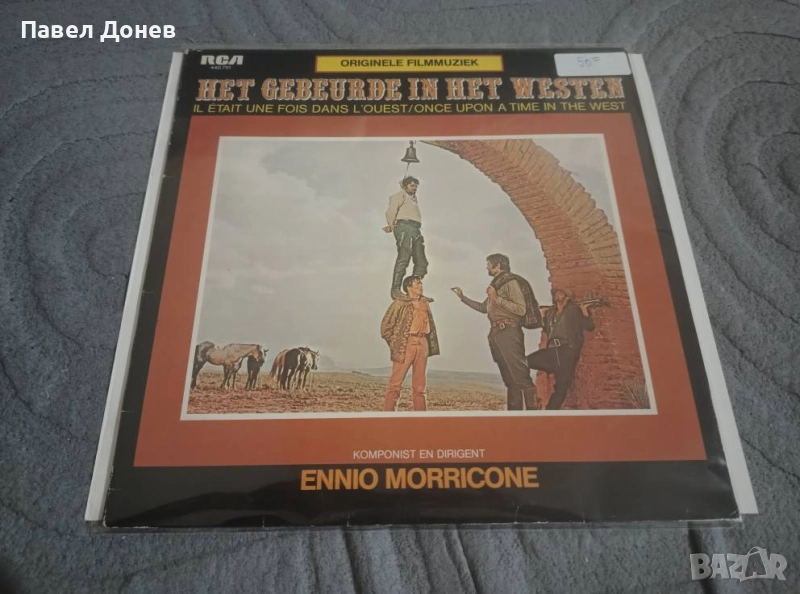 Павел Донев
RCA
ORIGINELE FILMMUZIEK
HET GEBEURDE IN HET WESTEN
IL ETAIT UNE FOIS DANS L'OUEST/ONCE UPON A TIME IN THE WEST
KOMPONIST EN DIRIGENT
ENNIO MORRICONE
BAZAR